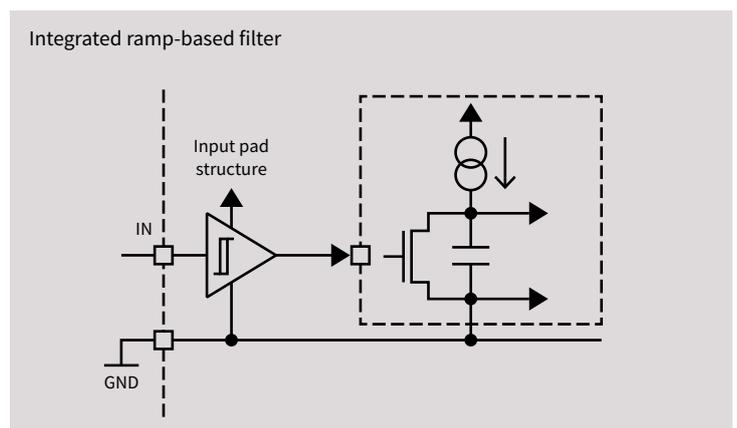 Integrated ramp-based filter
Input pad
structure
IN
GND